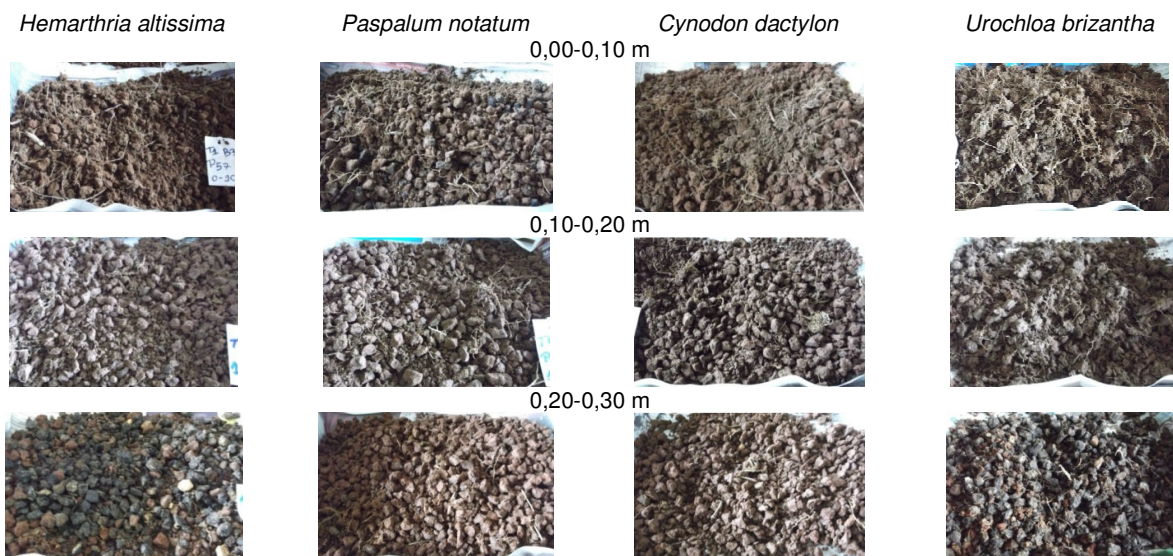 Hemarthria altissima Paspalum notatum Cynodon dactylon Urochloa brizantha
0,00-0,10 m
P57
0,10-0,20 m
0,20-0,30 m